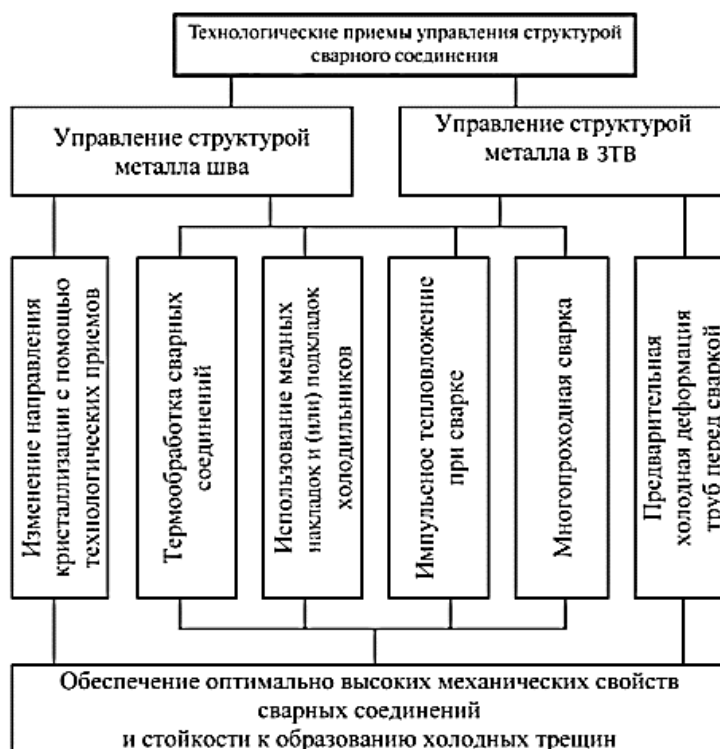 Технологические приемы управления структурой
сварного соединения
Управление структурой
металла шва
Управление структурой
металла в ЗТВ
Изменение направления
кристаллизации с помощью
технологических приемов
Термообработка сварных
соединений
Использование медных
накладок и (или) подкладок
холодильников
Импульсное тепловложение
при сварке
Многопроходная сварка
Предварительная
холодная деформация
труб перед сваркой
Обеспечение оптимально высоких механических свойств
сварных соединений
и стойкости к образованию холодных трещин